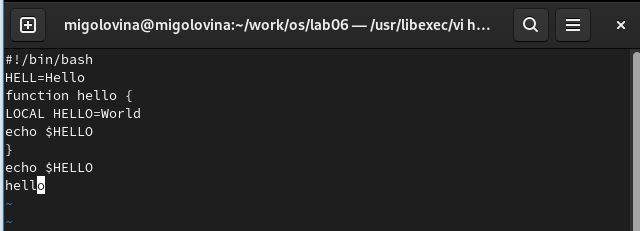 migolovina@migolovina:~/work/os/lab06 — /usr/libexec/vi h...
#!/bin/bash
HELL=Hello
function hello {
LOCAL HELLO=World
echo $HELLO
}
echo $HELLO
hello
~
~